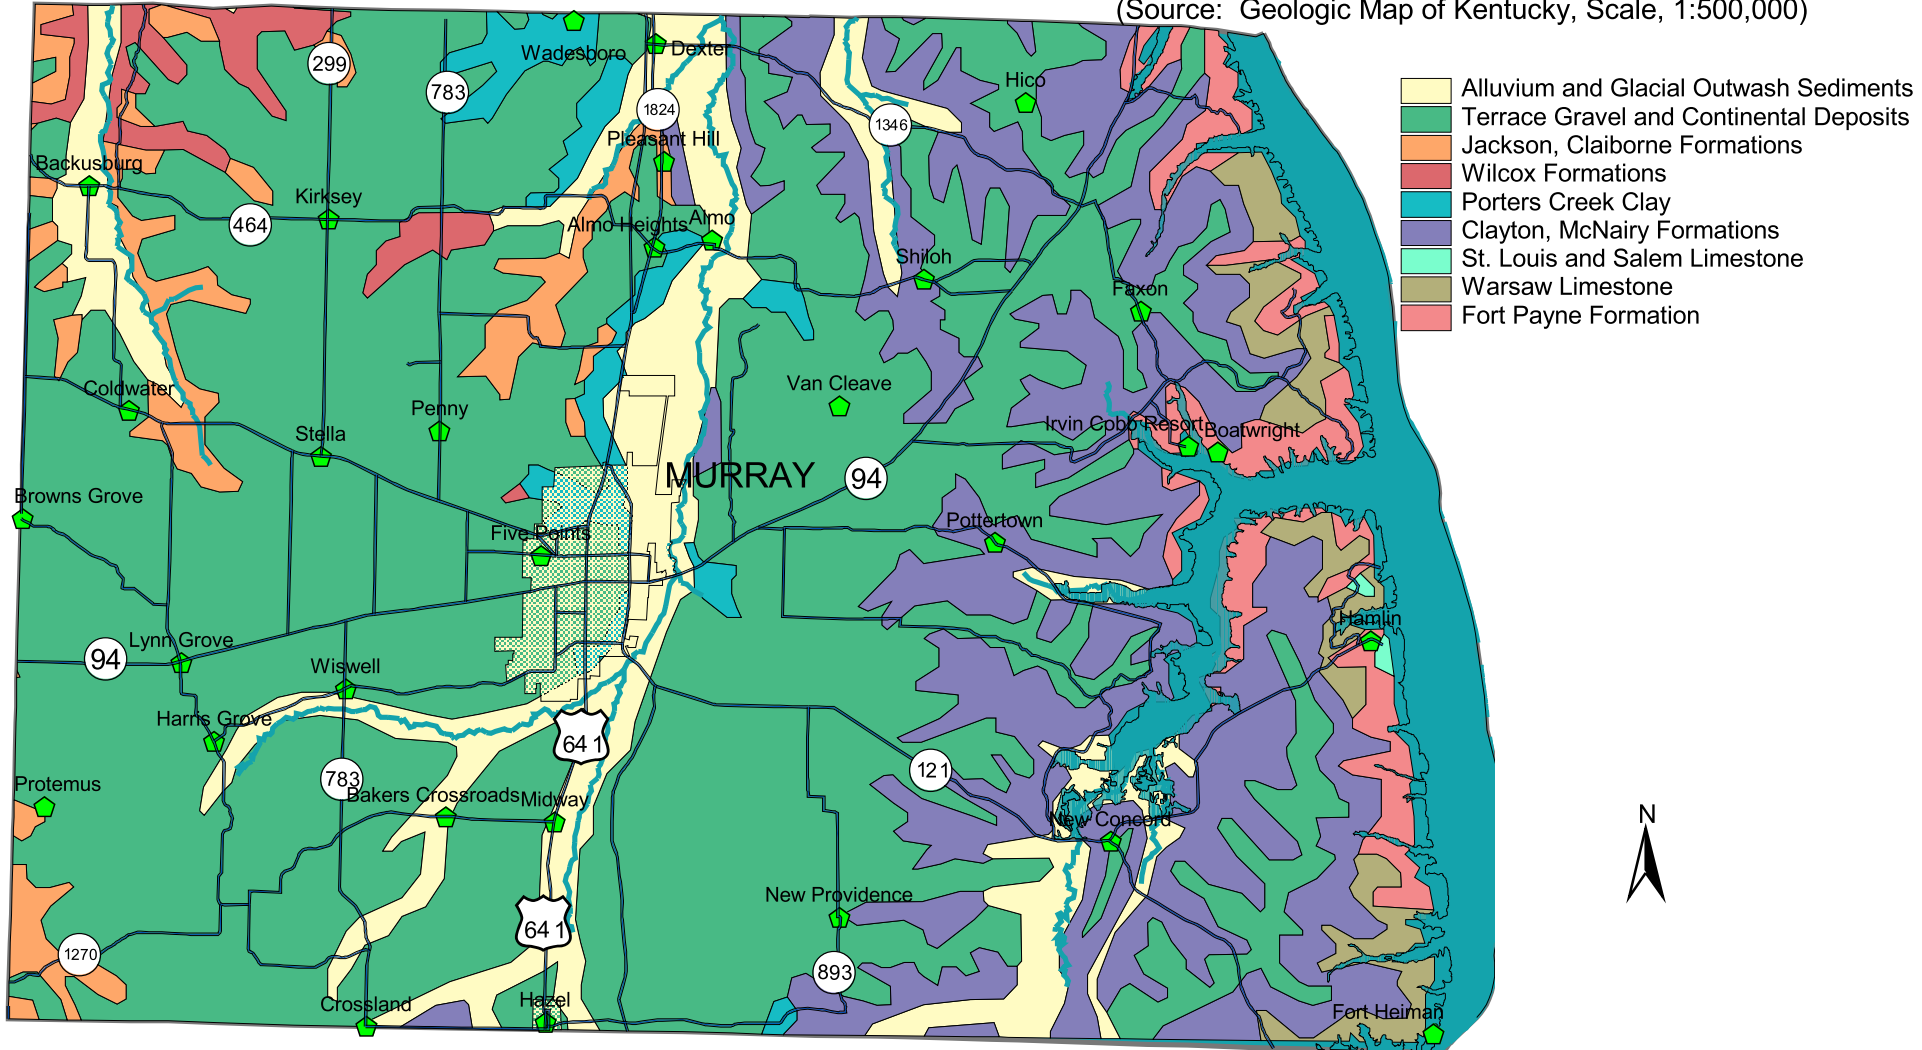 (Source: Geologic Map of Kentucky, Scale, 1:500,000)
Alluvium and Glacial Outwash Sediments
Terrace Gravel and Continental Deposits
Jackson, Claiborne Formations
Wilcox Formations
Porters Creek Clay
Clayton, McNairy Formations
St. Louis and Salem Limestone
Warsaw Limestone
Fort Payne Formation
Wadesboro
Dexter
299
783
Hico
1824
1346
Pleasant Hill
Backusburg
Kirksey
464
Almo Heights
Almo
Shiloh
Faxon
Coldwater
Van Cleave
Penny
Stella
Irvin Cobb Resort
Boatwright
MURRAY
94
Browns Grove
Five Points
Pottertown
Hamlin
Lynn Grove
94
Wiswell
Harris Grove
641
121
Protemus
783
Bakers Crossroads
Midway
New Concord
N
New Providence
641
1270
893
Crossland
Hazel
Fort Heiman